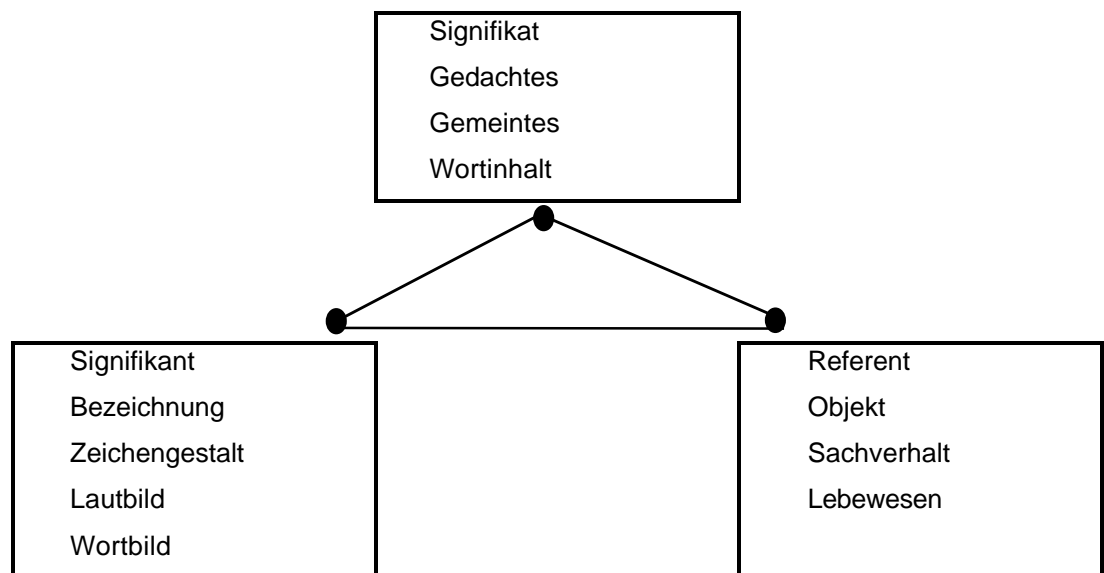 Signifikat
Gedachtes
Gemeintes
Wortinhalt
Signifikant
Bezeichnung
Zeichengestalt
Lautbild
Wortbild
Referent
Objekt
Sachverhalt
Lebewesen